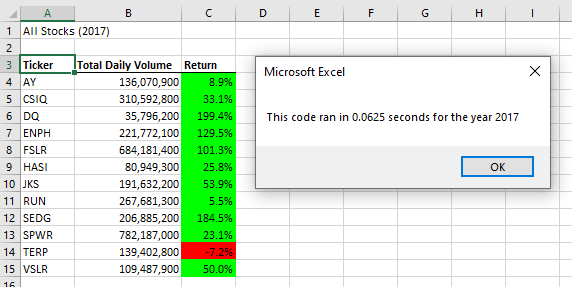 A B C D E F G H I
1 All Stocks (2017)
2
3 Ticker Total Daily Volume Return
4 AY 136,070,900 8.9%
5 CSIQ 310,592,800 33.1%
6 DQ 35,796,200 199.4%
7 ENPH 221,772,100 129.5%
8 FSLR 684,181,400 101.3%
9 HASI 80,949,300 25.8%
10 JKS 191,632,200 53.9%
11 RUN 267,681,300 5.5%
12 SEDG 206,885,200 184.5%
13 SPWR 782,187,000 23.1%
14 TERP 139,402,800 -7.2%
15 VSLR 109,487,900 50.0%
16
Microsoft Excel
This code ran in 0.0625 seconds for the year 2017
OK